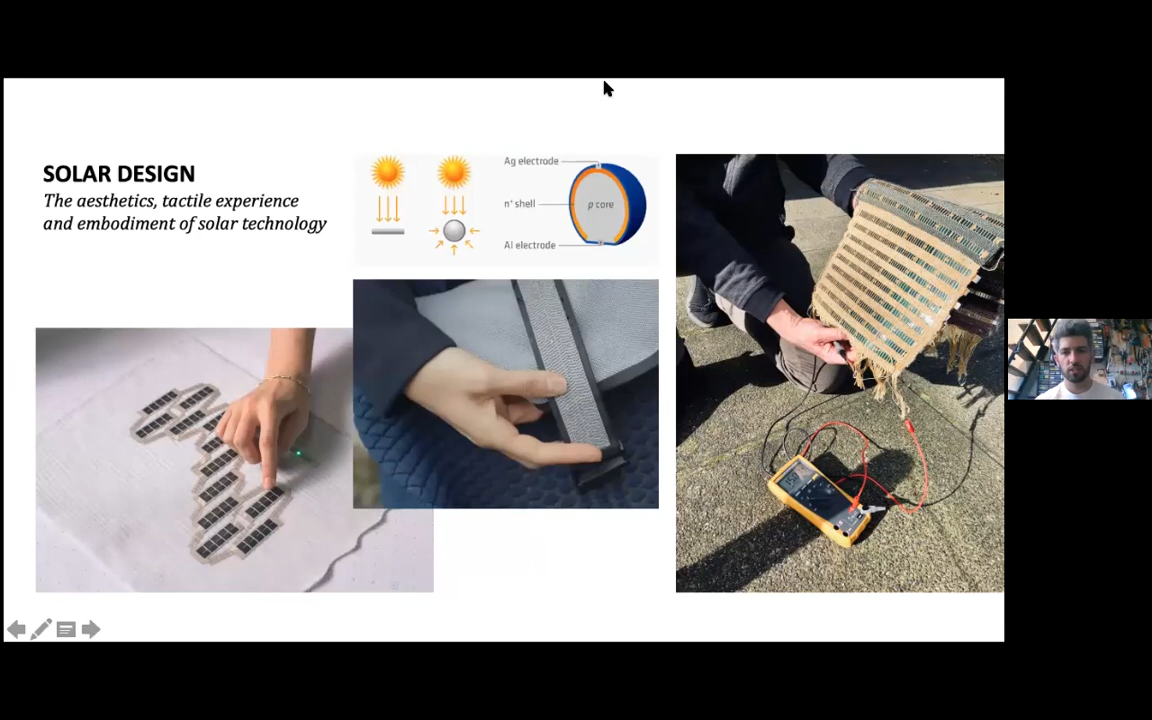 SOLAR DESIGN
The aesthetics, tactile experience
and embodiment of solar technology
Ag electrode
n⁺ shell
p core
Al electrode